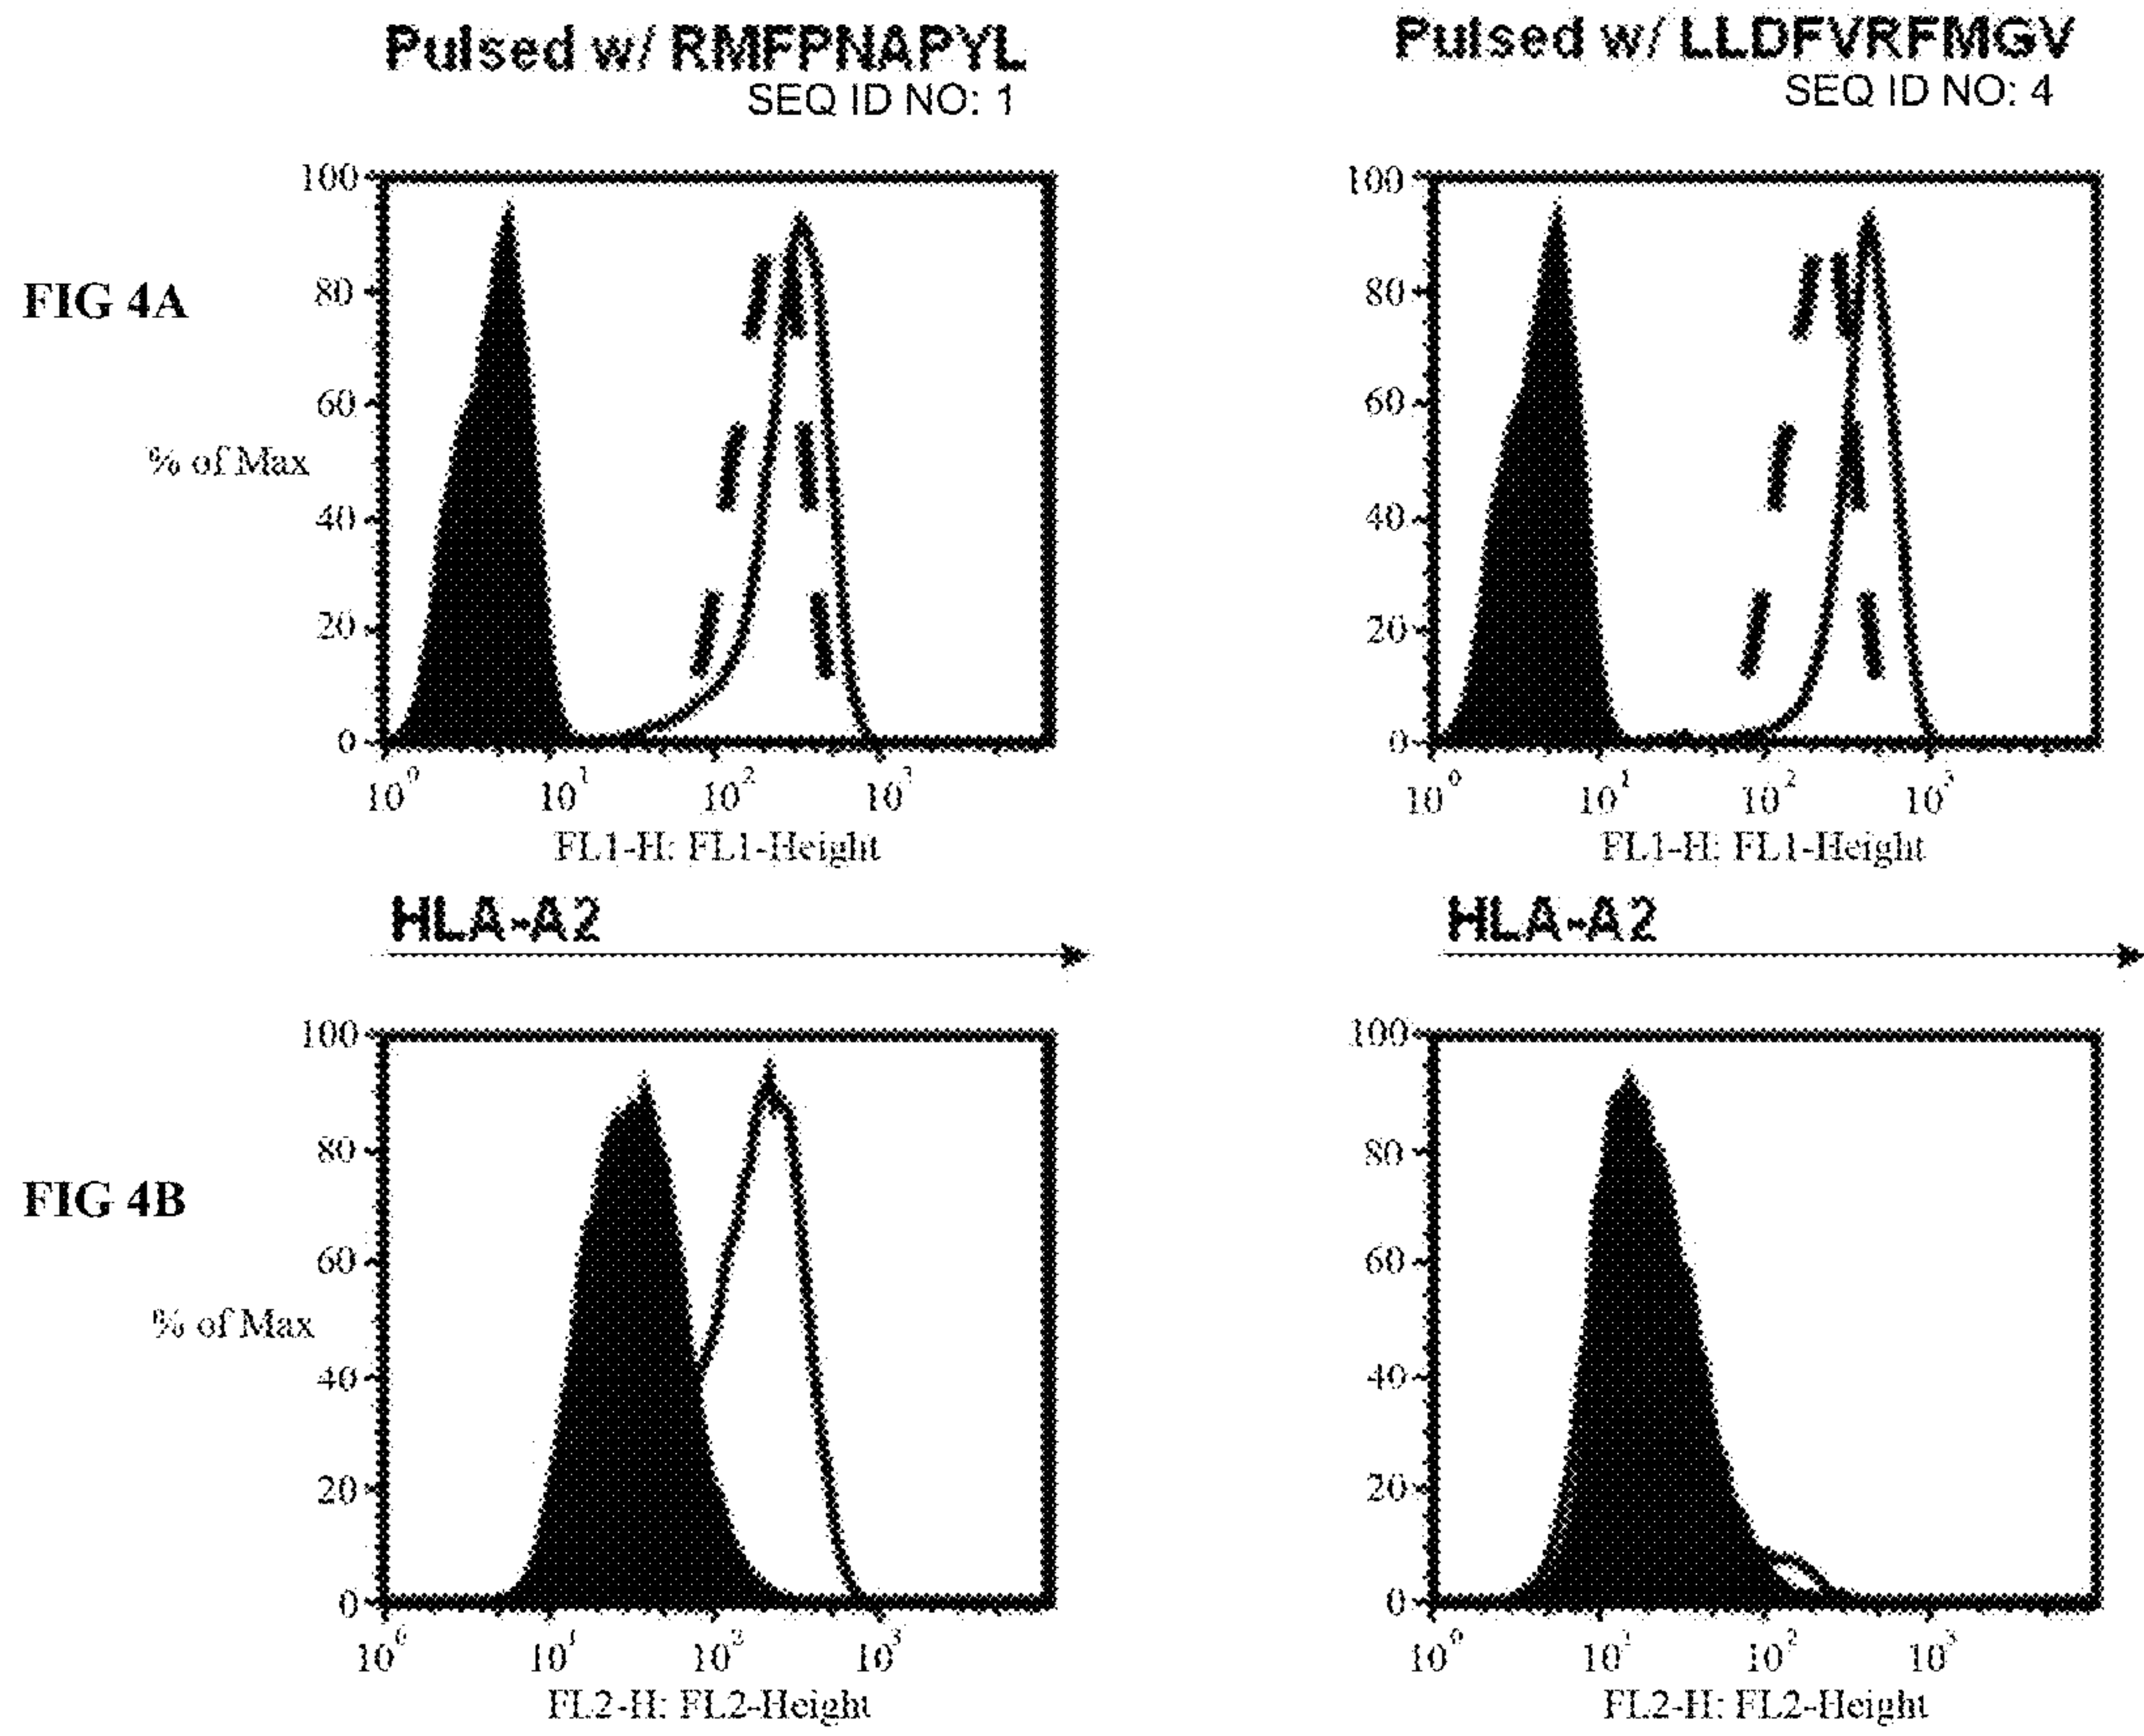 Pulsed w/ RMFPNAPYL
SEQ ID NO: 1
Pulsed w/ LLDFVRFMGV
SEQ ID NO: 4
FIG 4A
% of Max
100
80
60
40
20
0
10⁰ 10¹ 10² 10³
FL1-H: FL1-Height
HLA-A2
100
80
60
40
20
0
10⁰ 10¹ 10² 10³
FL1-H: FL1-Height
HLA-A2
FIG 4B
% of Max
100
80
60
40
20
0
10⁰ 10¹ 10² 10³
FL2-H: FL2-Height
100
80
60
40
20
0
10⁰ 10¹ 10² 10³
FL2-H: FL2-Height